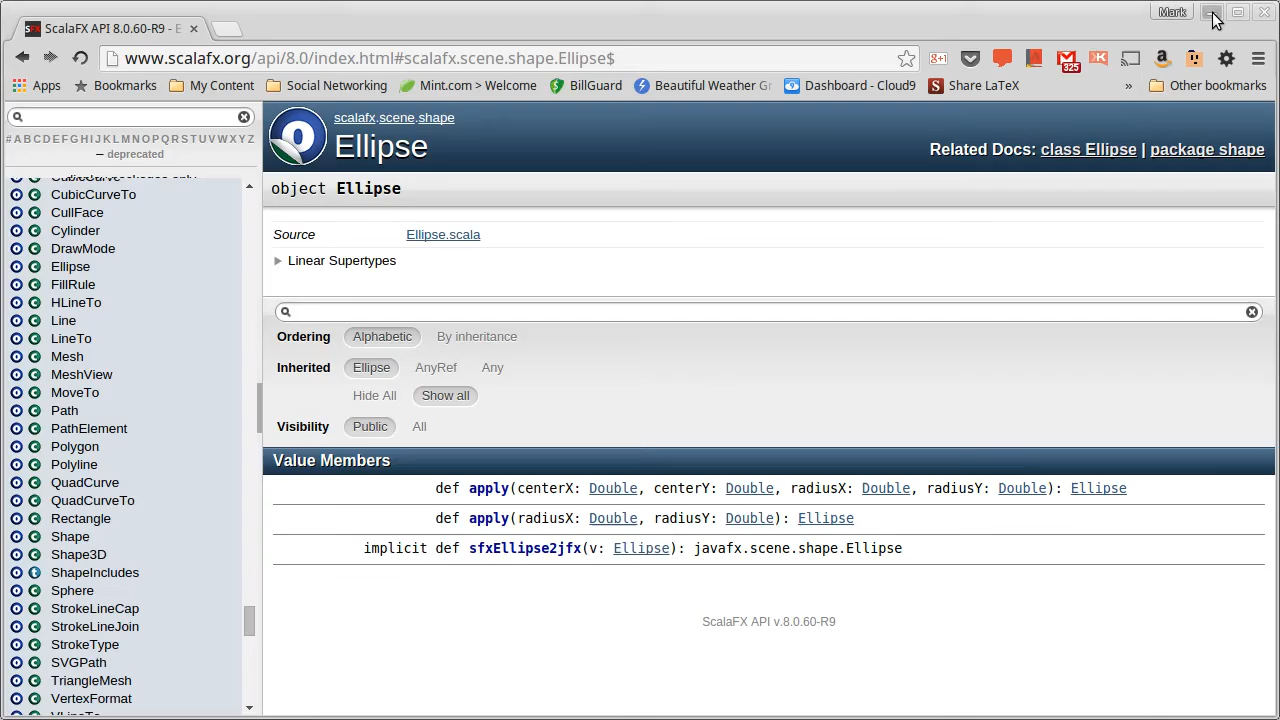 Mark
SFX ScalaFX API 8.0.60-R9 - E
www.scalafx.org/api/8.0/index.html#scalafx.scene.shape.Ellipse$
325
Apps Bookmarks My Content Social Networking Mint.com > Welcome BillGuard Beautiful Weather Gr Dashboard - Cloud9 Share LaTeX » Other bookmarks
#ABCDEFGHIJKLMNOPQRSTUVWXYZ
– deprecated
CubicCurveTo
CullFace
Cylinder
DrawMode
Ellipse
FillRule
HLineTo
Line
LineTo
Mesh
MeshView
MoveTo
Path
PathElement
Polygon
Polyline
QuadCurve
QuadCurveTo
Rectangle
Shape
Shape3D
ShapeIncludes
Sphere
StrokeLineCap
StrokeLineJoin
StrokeType
SVGPath
TriangleMesh
VertexFormat
VLineTo
scalafx.scene.shape
Ellipse
Related Docs: class Ellipse | package shape
object Ellipse
Source Ellipse.scala
Linear Supertypes
Ordering Alphabetic By inheritance
Inherited Ellipse AnyRef Any
Hide All Show all
Visibility Public All
Value Members
def apply(centerX: Double, centerY: Double, radiusX: Double, radiusY: Double): Ellipse
def apply(radiusX: Double, radiusY: Double): Ellipse
implicit def sfxEllipse2jfx(v: Ellipse): javafx.scene.shape.Ellipse
ScalaFX API v.8.0.60-R9